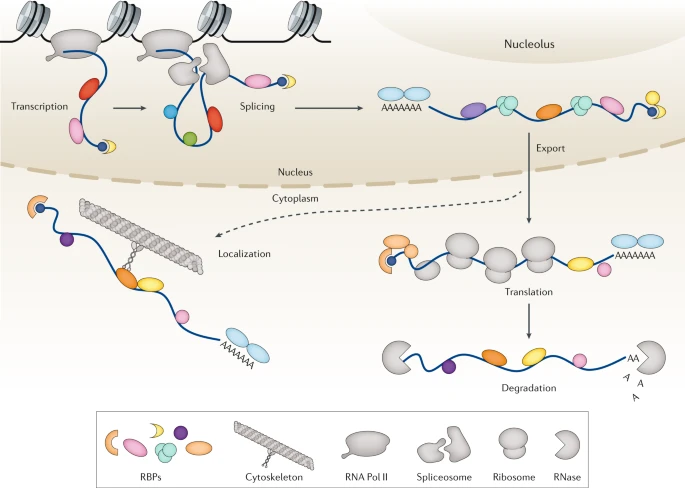 Nucleolus
Transcription
Splicing
AAAAAAA
Export
Nucleus
Cytoplasm
Localization
AAAAAAA
Translation
AAAAAAA
AA
A
A
A
Degradation
RBPs
Cytoskeleton
RNA Pol II
Spliceosome
Ribosome
RNase